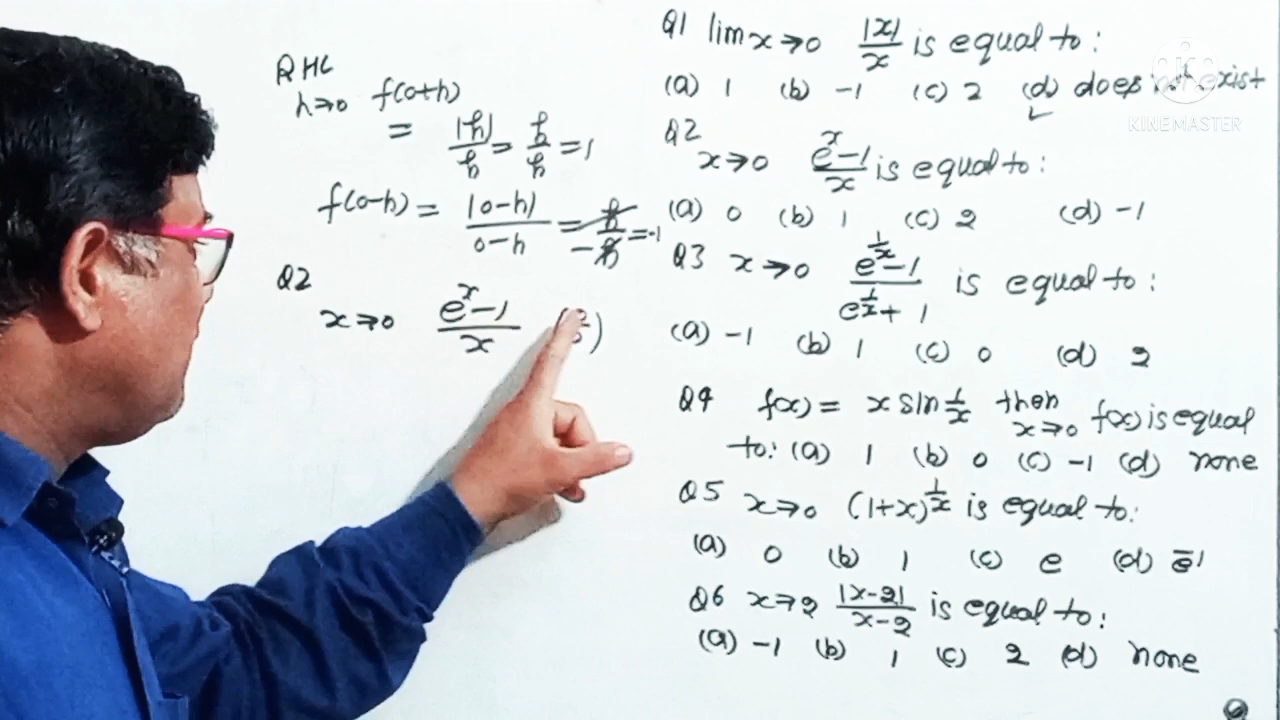 RHL
h→0 f(0+h)
= |h|/h = h/h = 1
f(0-h) = |0-h|/0-h = h/-h = -1
Q2
x→0 e^x-1/x
Q1 lim x→0 |x|/x is equal to:
(a) 1 (b) -1 (c) 2 (d) does not exist
KINEMASTER
Q2 x→0 e^x-1/x is equal to:
(a) 0 (b) 1 (c) 2 (d) -1
Q3 x→0 e^1/x-1/e^1/x+1 is equal to:
(a) -1 (b) 1 (c) 0 (d) 2
Q4 f(x) = x sin 1/x then x→0 f(x) is equal
to: (a) 1 (b) 0 (c) -1 (d) none
Q5 x→0 (1+x)^1/x is equal to:
(a) 0 (b) 1 (c) e (d) e^-1
Q6 x→2 |x-2|/x-2 is equal to:
(a) -1 (b) 1 (c) 2 (d) none